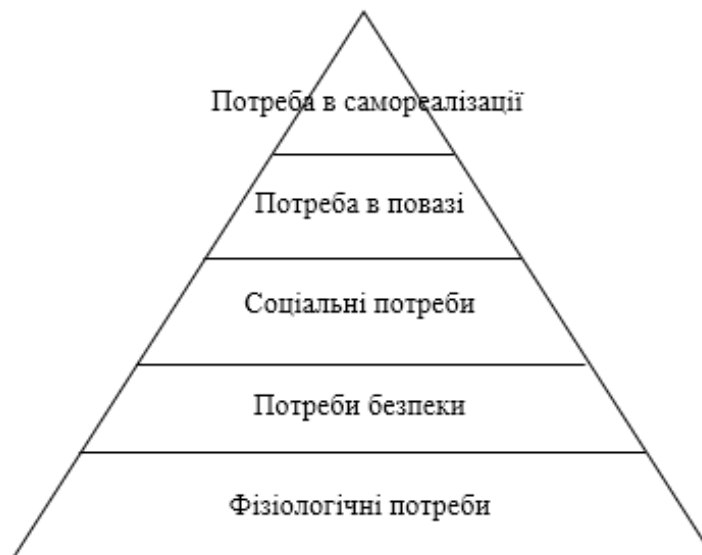 Потреба в самореалізації
Потреба в повазі
Соціальні потреби
Потреби безпеки
Фізіологічні потреби